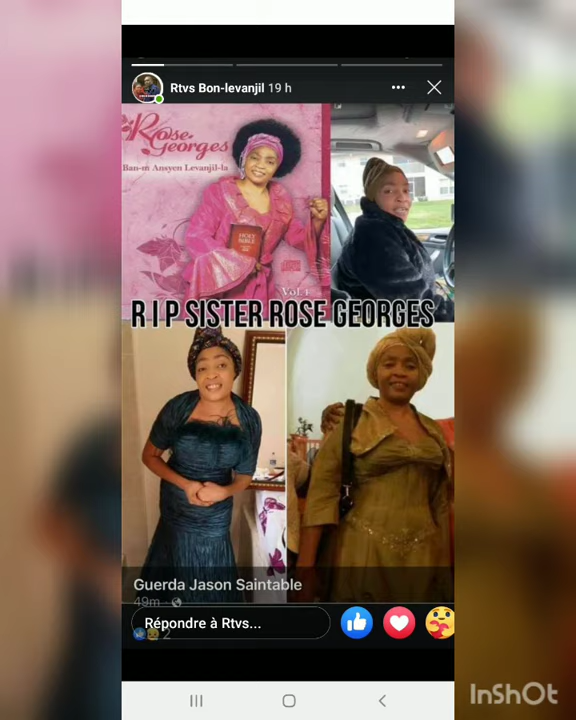 Rtvs Bon-levanjil 19 h
Rose
Georges
Ban-m Ansyen Levanjil-la
HOLY
BIBLE
Vol.1
R I P SISTER ROSE GEORGES
Guerda Jason Saintable
49m
Répondre à Rtvs...
2
InShOt